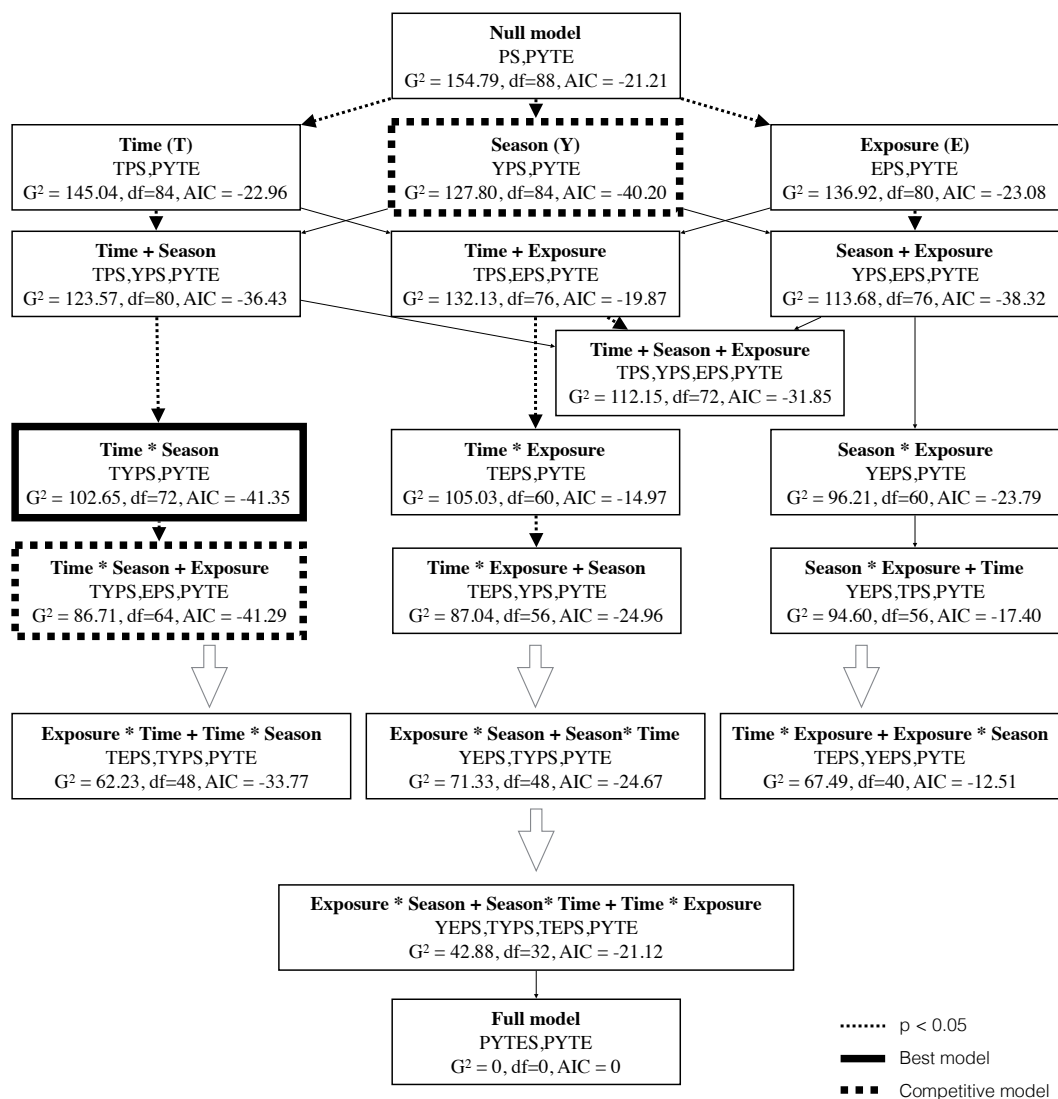 Null model
PS,PYTE
G² = 154.79, df=88, AIC = -21.21
Time (T)
TPS,PYTE
G² = 145.04, df=84, AIC = -22.96
Season (Y)
YPS,PYTE
G² = 127.80, df=84, AIC = -40.20
Exposure (E)
EPS,PYTE
G² = 136.92, df=80, AIC = -23.08
Time + Season
TPS,YPS,PYTE
G² = 123.57, df=80, AIC = -36.43
Time + Exposure
TPS,EPS,PYTE
G² = 132.13, df=76, AIC = -19.87
Season + Exposure
YPS,EPS,PYTE
G² = 113.68, df=76, AIC = -38.32
Time + Season + Exposure
TPS,YPS,EPS,PYTE
G² = 112.15, df=72, AIC = -31.85
Time * Season
TYPS,PYTE
G² = 102.65, df=72, AIC = -41.35
Time * Exposure
TEPS,PYTE
G² = 105.03, df=60, AIC = -14.97
Season * Exposure
YEPS,PYTE
G² = 96.21, df=60, AIC = -23.79
Time * Season + Exposure
TYPS,EPS,PYTE
G² = 86.71, df=64, AIC = -41.29
Time * Exposure + Season
TEPS,YPS,PYTE
G² = 87.04, df=56, AIC = -24.96
Season * Exposure + Time
YEPS,TPS,PYTE
G² = 94.60, df=56, AIC = -17.40
Exposure * Time + Time * Season
TEPS,TYPS,PYTE
G² = 62.23, df=48, AIC = -33.77
Exposure * Season + Season* Time
YEPS,TYPS,PYTE
G² = 71.33, df=48, AIC = -24.67
Time * Exposure + Exposure * Season
TEPS,YEPS,PYTE
G² = 67.49, df=40, AIC = -12.51
Exposure * Season + Season* Time + Time * Exposure
YEPS,TYPS,TEPS,PYTE
G² = 42.88, df=32, AIC = -21.12
Full model
PYTES,PYTE
G² = 0, df=0, AIC = 0
p < 0.05
Best model
Competitive model